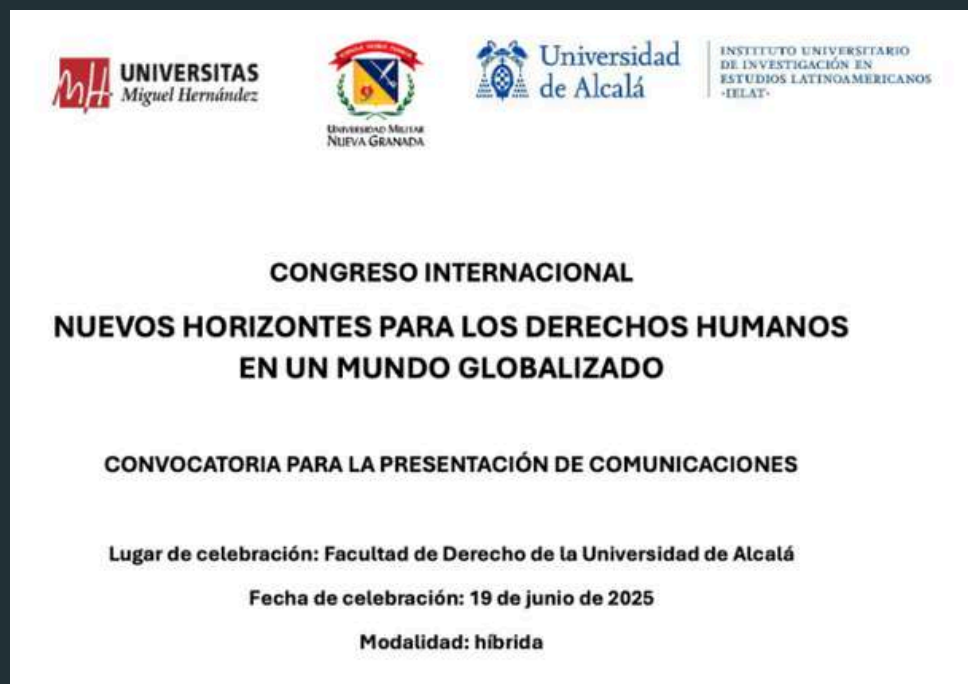 UNIVERSITAS
Miguel Hernández
UNIVERSIDAD MILITAR
NUEVA GRANADA
Universidad
de Alcalá
INSTITUTO UNIVERSITARIO
DE INVESTIGACIÓN EN
ESTUDIOS LATINOAMERICANOS
·IELAT·
CONGRESO INTERNACIONAL
NUEVOS HORIZONTES PARA LOS DERECHOS HUMANOS
EN UN MUNDO GLOBALIZADO
CONVOCATORIA PARA LA PRESENTACIÓN DE COMUNICACIONES
Lugar de celebración: Facultad de Derecho de la Universidad de Alcalá
Fecha de celebración: 19 de junio de 2025
Modalidad: híbrida